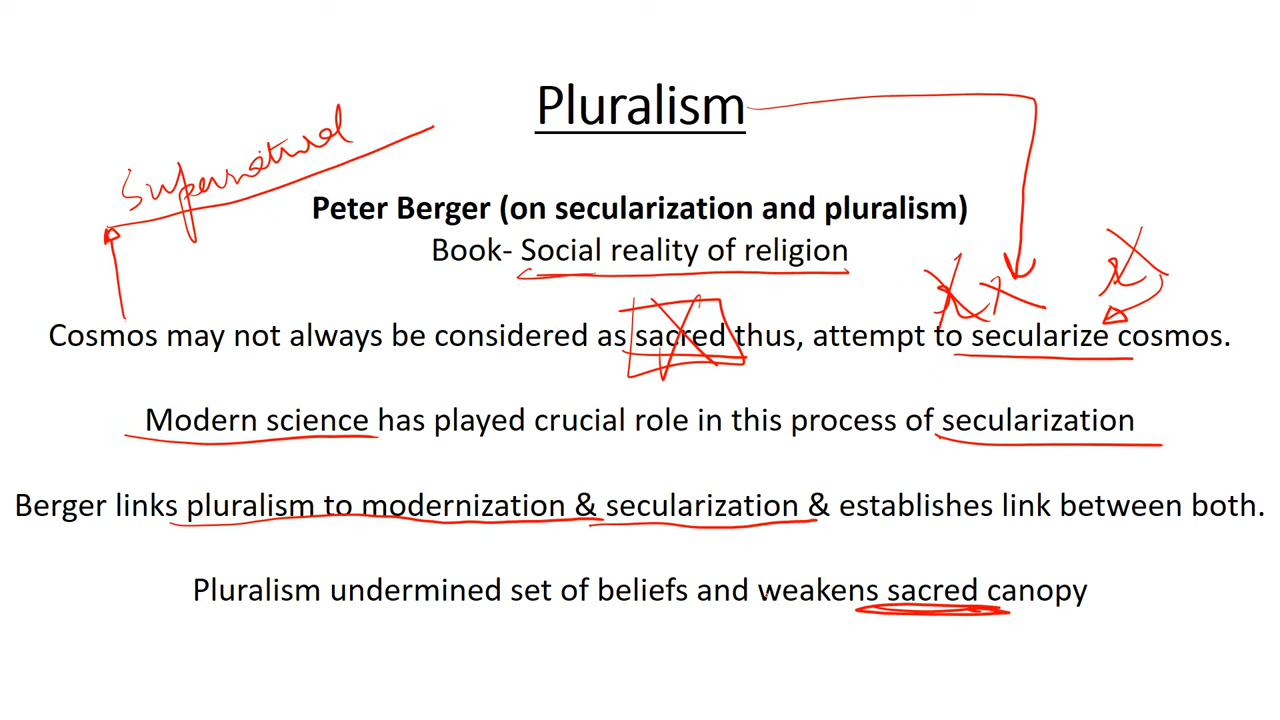 Pluralism
Supernatural
Peter Berger (on secularization and pluralism)
Book- Social reality of religion
Cosmos may not always be considered as sacred thus, attempt to secularize cosmos.
Modern science has played crucial role in this process of secularization
Berger links pluralism to modernization & secularization & establishes link between both.
Pluralism undermined set of beliefs and weakens sacred canopy